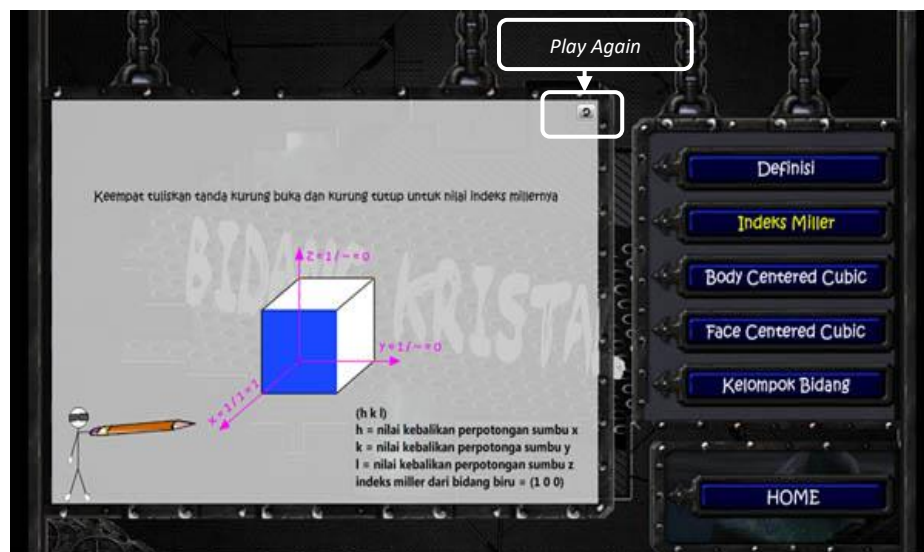 Play Again
Keempat tuliskan tanda kurung buka dan kurung tutup untuk nilai indeks millernya
BIDANG KRISTA
Z=1/~=0
Y=1/~=0
X=1/1=1
(h k l)
h = nilai kebalikan perpotongan sumbu x
k = nilai kebalikan perpotonga sumbu y
l = nilai kebalikan perpotongan sumbu z
indeks miller dari bidang biru = (1 0 0)
Definisi
Indeks Miller
Body Centered Cubic
Face Centered Cubic
Kelompok Bidang
HOME